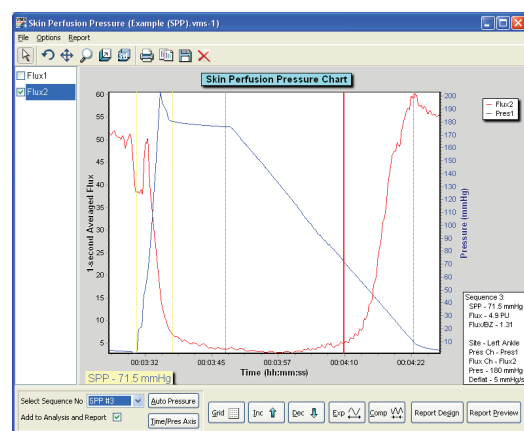 Skin Perfusion Pressure (Example (SPP).vms-1)
File Options Report
Flux1
Flux2
Skin Perfusion Pressure Chart
1-second Averaged Flux
60
55
50
45
40
35
30
25
20
15
10
5
200
190
180
170
160
150
140
130
120
110
100
90
80
70
60
50
40
30
20
10
Pressure (mmHg)
Flux2
Pres1
00:03:32 00:03:45 00:03:57 00:04:10 00:04:22
Time (hh:mm:ss)
SPP - 71.5 mmHg
Sequence 3:
SPP - 71.5 mmHg
Flux - 4.9 PU
Flux/BZ - 1.31
Site - Left Ankle
Pres Ch - Pres1
Flux Ch - Flux2
Pres - 180 mmHg
Deflat - 5 mmHg/s
Select Sequence No SPP #3 Auto Pressure
Add to Analysis and Report Time/Pres Axis
Grid Inc Dec Exp Comp Report Design Report Preview